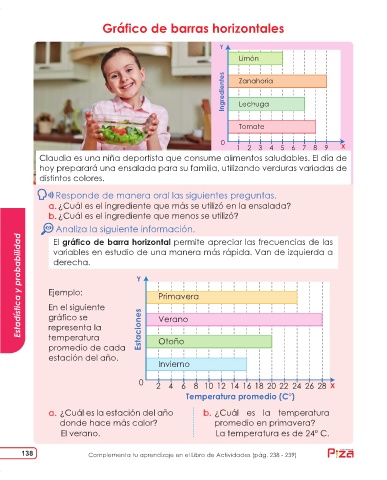 Gráfico de barras horizontales
Y
Ingredientes
Limón
Zanahoria
Lechuga
Tomate
0 1 2 3 4 5 6 7 8 9 X
Claudia es una niña deportista que consume alimentos saludables. El día de
hoy preparará una ensalada para su familia, utilizando verduras variadas de
distintos colores.
Responde de manera oral las siguientes preguntas.
a. ¿Cuál es el ingrediente que más se utilizó en la ensalada?
b. ¿Cuál es el ingrediente que menos se utilizó?
Analiza la siguiente información.
El gráfico de barra horizontal permite apreciar las frecuencias de las
variables en estudio de una manera más rápida. Van de izquierda a
derecha.
Estadística y probabilidad
Ejemplo:
En el siguiente
gráfico se
representa la
temperatura
promedio de cada
estación del año.
Y
Estaciones
Primavera
Verano
Otoño
Invierno
0 2 4 6 8 10 12 14 16 18 20 22 24 26 28 X
Temperatura promedio (C°)
a. ¿Cuál es la estación del año
donde hace más calor?
El verano.
b. ¿Cuál es la temperatura
promedio en primavera?
La temperatura es de 24° C.
138
Complementa tu aprendizaje en el Libro de Actividades (pág. 238 - 239)